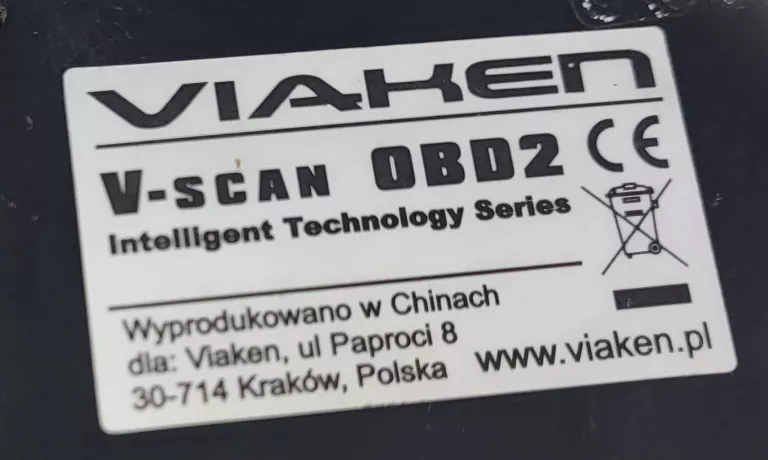 VIAKEN
V-SCAN OBD2 CE
Intelligent Technology Series
Wyprodukowano w Chinach
dla: Viaken, ul Paproci 8
30-714 Kraków, Polska
www.viaken.pl